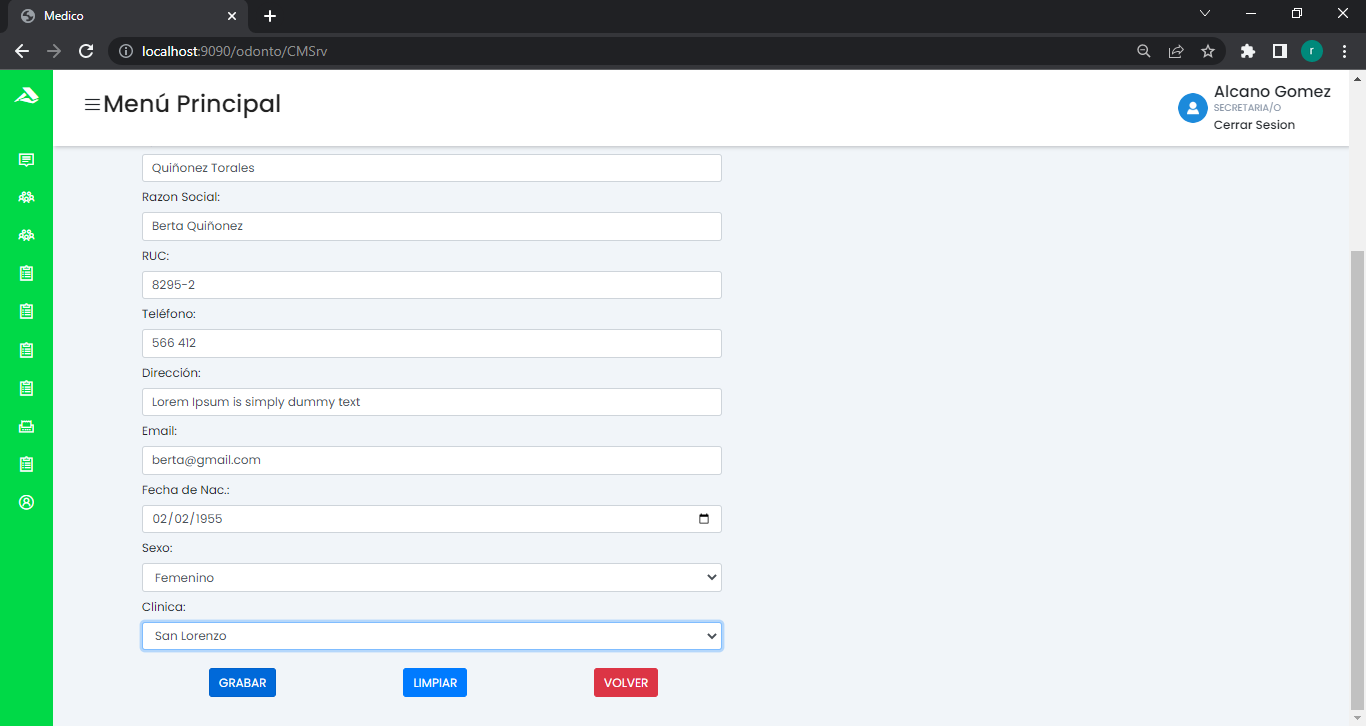 Medico
localhost:9090/odonto/CMSrv
r
Menú Principal
Alcano Gomez
SECRETARIA/O
Cerrar Sesion
Quiñonez Torales
Razon Social:
Berta Quiñonez
RUC:
8295-2
Teléfono:
566 412
Dirección:
Lorem Ipsum is simply dummy text
Email:
berta@gmail.com
Fecha de Nac.:
02/02/1955
Sexo:
Femenino
Clinica:
San Lorenzo
GRABAR LIMPIAR VOLVER